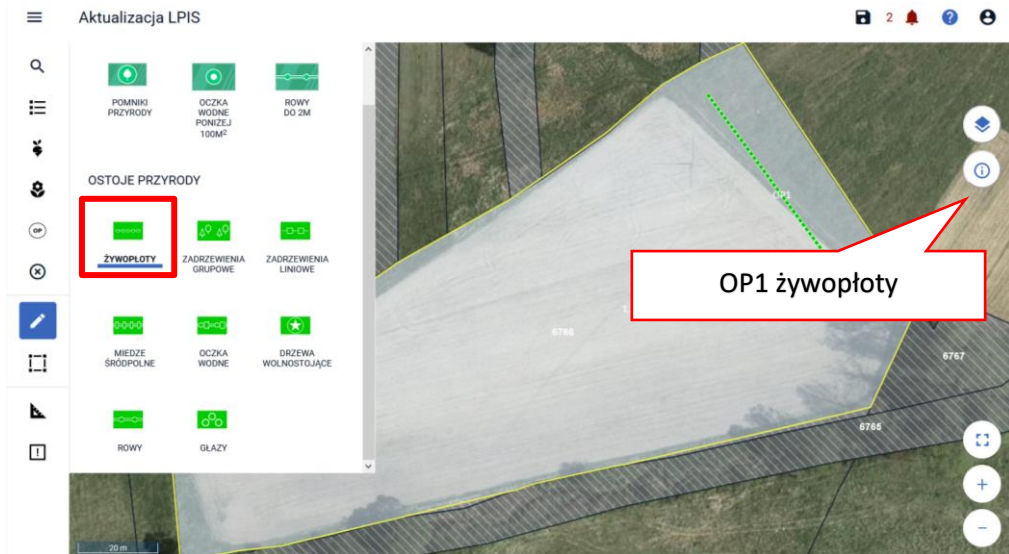 Aktualizacja LPIS
2
POMNIKI
PRZYRODY
OCZKA
WODNE
PONIŻEJ
100M²
ROWY
DO 2M
OSTOJE PRZYRODY
ŻYWOPŁOTY
ZADRZEWIENIA
GRUPOWE
ZADRZEWIENIA
LINIOWE
MIEDZE
ŚRÓDPOLNE
OCZKA
WODNE
DRZEWA
WOLNOSTOJĄCE
ROWY
GŁAZY
OP
OP1
OP1 żywopłoty
6766
6767
6765
20 m